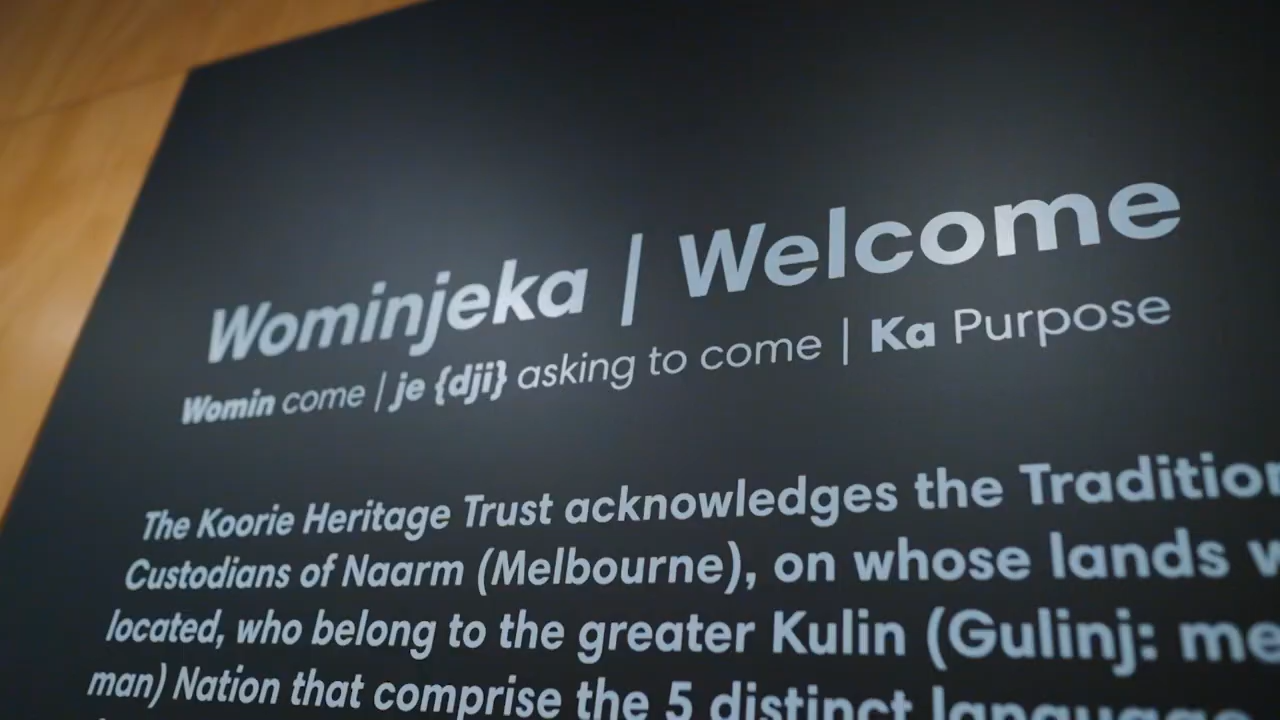 Wominjeka | Welcome
Womin come | je {dji} asking to come | Ka Purpose
The Koorie Heritage Trust acknowledges the
Custodians of Naarm (Melbourne), on whose lands
located, who belong to the greater Kulin (Gulinj:
man) Nation that comprise the 5 distinct